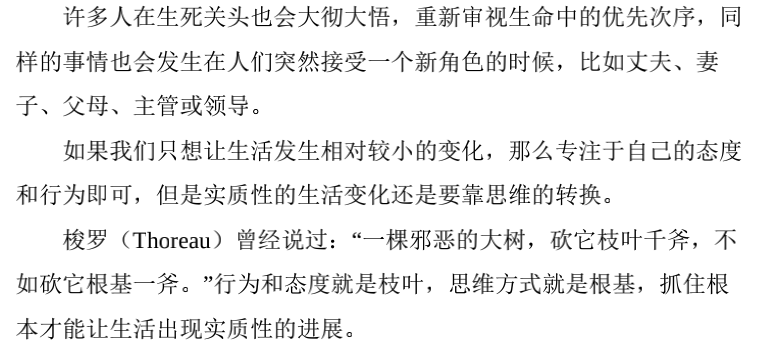 许多人在生死关头也会大彻大悟，重新审视生命中的优先次序，同
样的事情也会发生在人们突然接受一个新角色的时候，比如丈夫、妻
子、父母、主管或领导。
如果我们只想让生活发生相对较小的变化，那么专注于自己的态度
和行为即可，但是实质性的生活变化还是要靠思维的转换。
梭罗（Thoreau）曾经说过：“一棵邪恶的大树，砍它枝叶千斧，不
如砍它根基一斧。”行为和态度就是枝叶，思维方式就是根基，抓住根
本才能让生活出现实质性的进展。